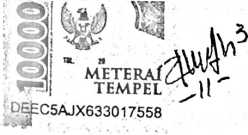 10000
TGL. 20
METERAI
TEMPEL
DEEC5AJX633017558